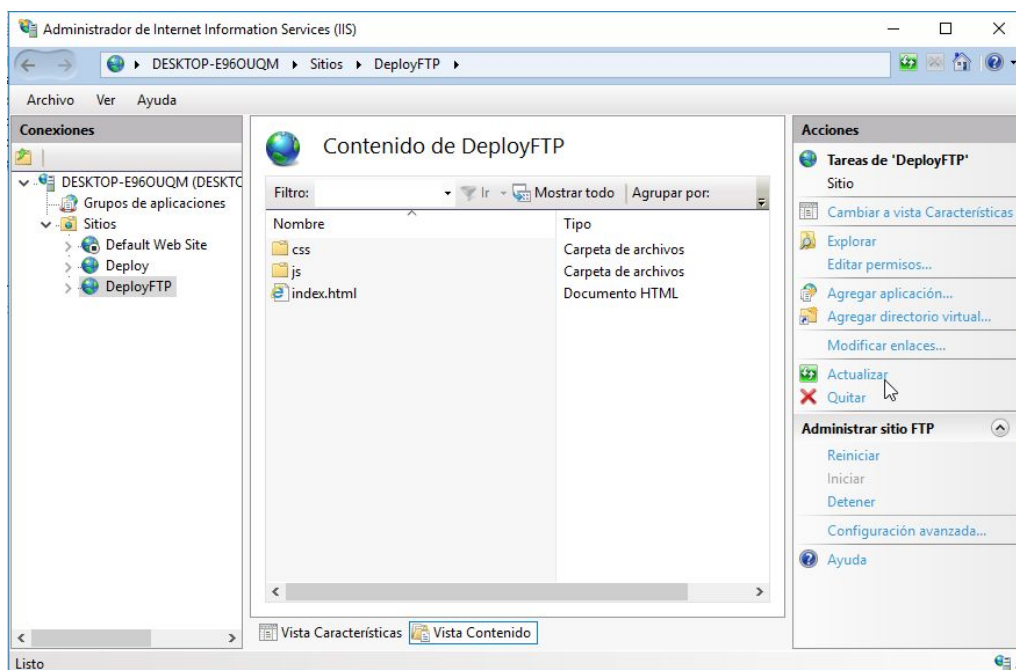 Administrador de Internet Information Services (IIS)
DESKTOP-E96OUQM Sitios DeployFTP
Archivo Ver Ayuda
Conexiones
DESKTOP-E96OUQM (DESKTC
Grupos de aplicaciones
Sitios
Default Web Site
Deploy
DeployFTP
Contenido de DeployFTP
Filtro: Ir Mostrar todo Agrupar por:
Nombre Tipo
css Carpeta de archivos
js Carpeta de archivos
index.html Documento HTML
Vista Características Vista Contenido
Acciones
Tareas de 'DeployFTP'
Sitio
Cambiar a vista Características
Explorar
Editar permisos...
Agregar aplicación...
Agregar directorio virtual...
Modificar enlaces...
Actualizar
Quitar
Administrar sitio FTP
Reiniciar
Iniciar
Detener
Configuración avanzada...
Ayuda
Listo